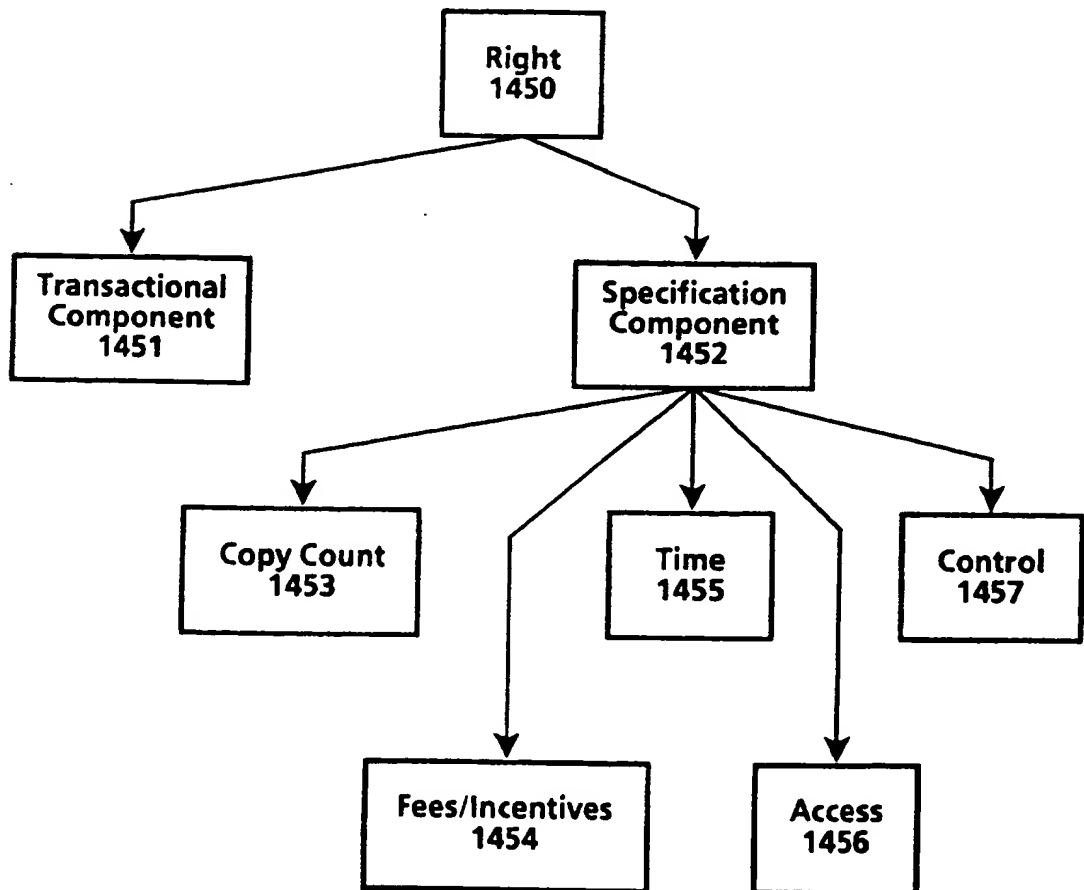 Right
1450
Transactional
Component
1451
Specification
Component
1452
Copy Count
1453
Time
1455
Control
1457
Fees/Incentives
1454
Access
1456